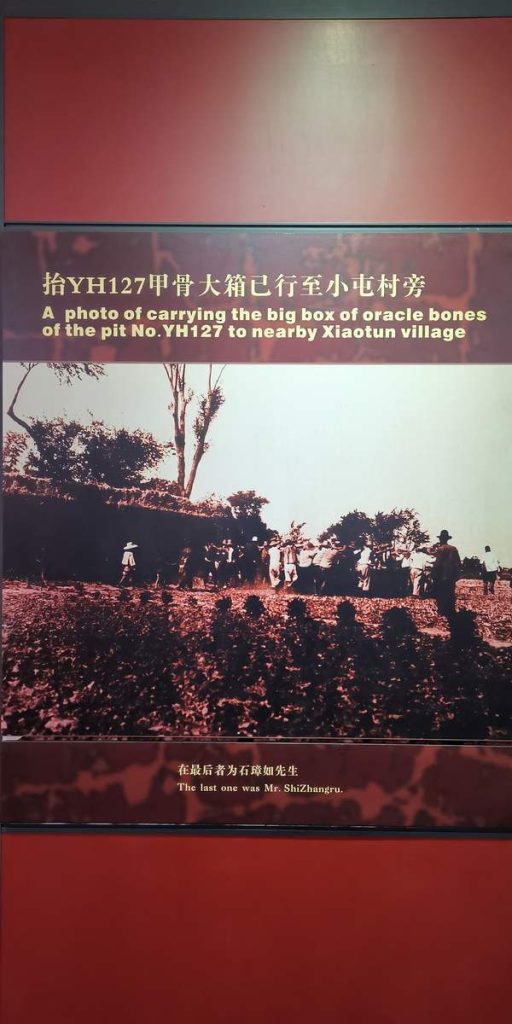 抬YH127甲骨大箱已行至小屯村旁
A photo of carrying the big box of oracle bones
of the pit No.YH127 to nearby Xiaotun village
在最后者为石璋如先生
The last one was Mr. ShiZhangru.